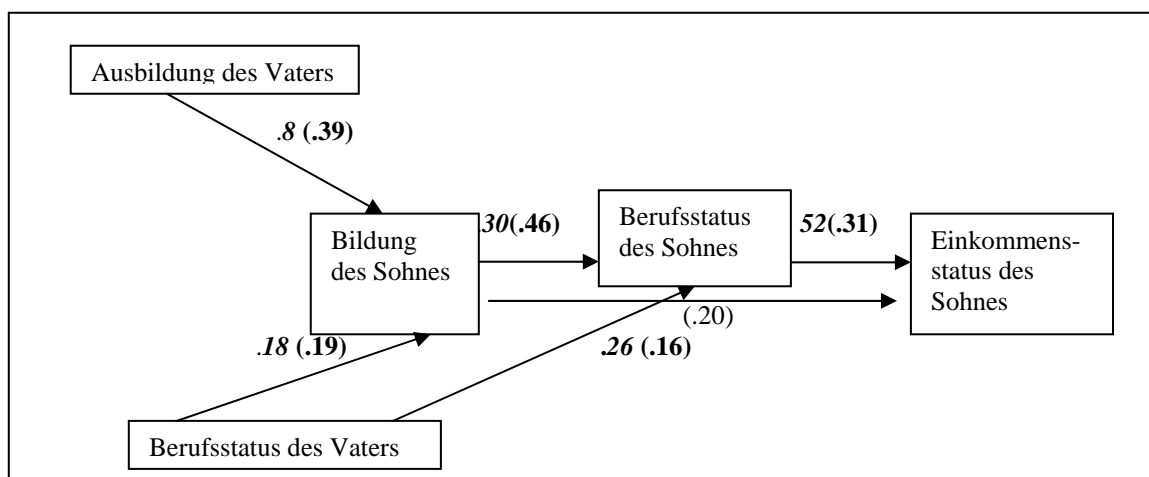 Ausbildung des Vaters
.8 (.39)
Bildung
des Sohnes
.30(.46)
Berufsstatus
des Sohnes
52(.31)
Einkommens-
status des
Sohnes
(.20)
.18 (.19)
.26 (.16)
Berufsstatus des Vaters